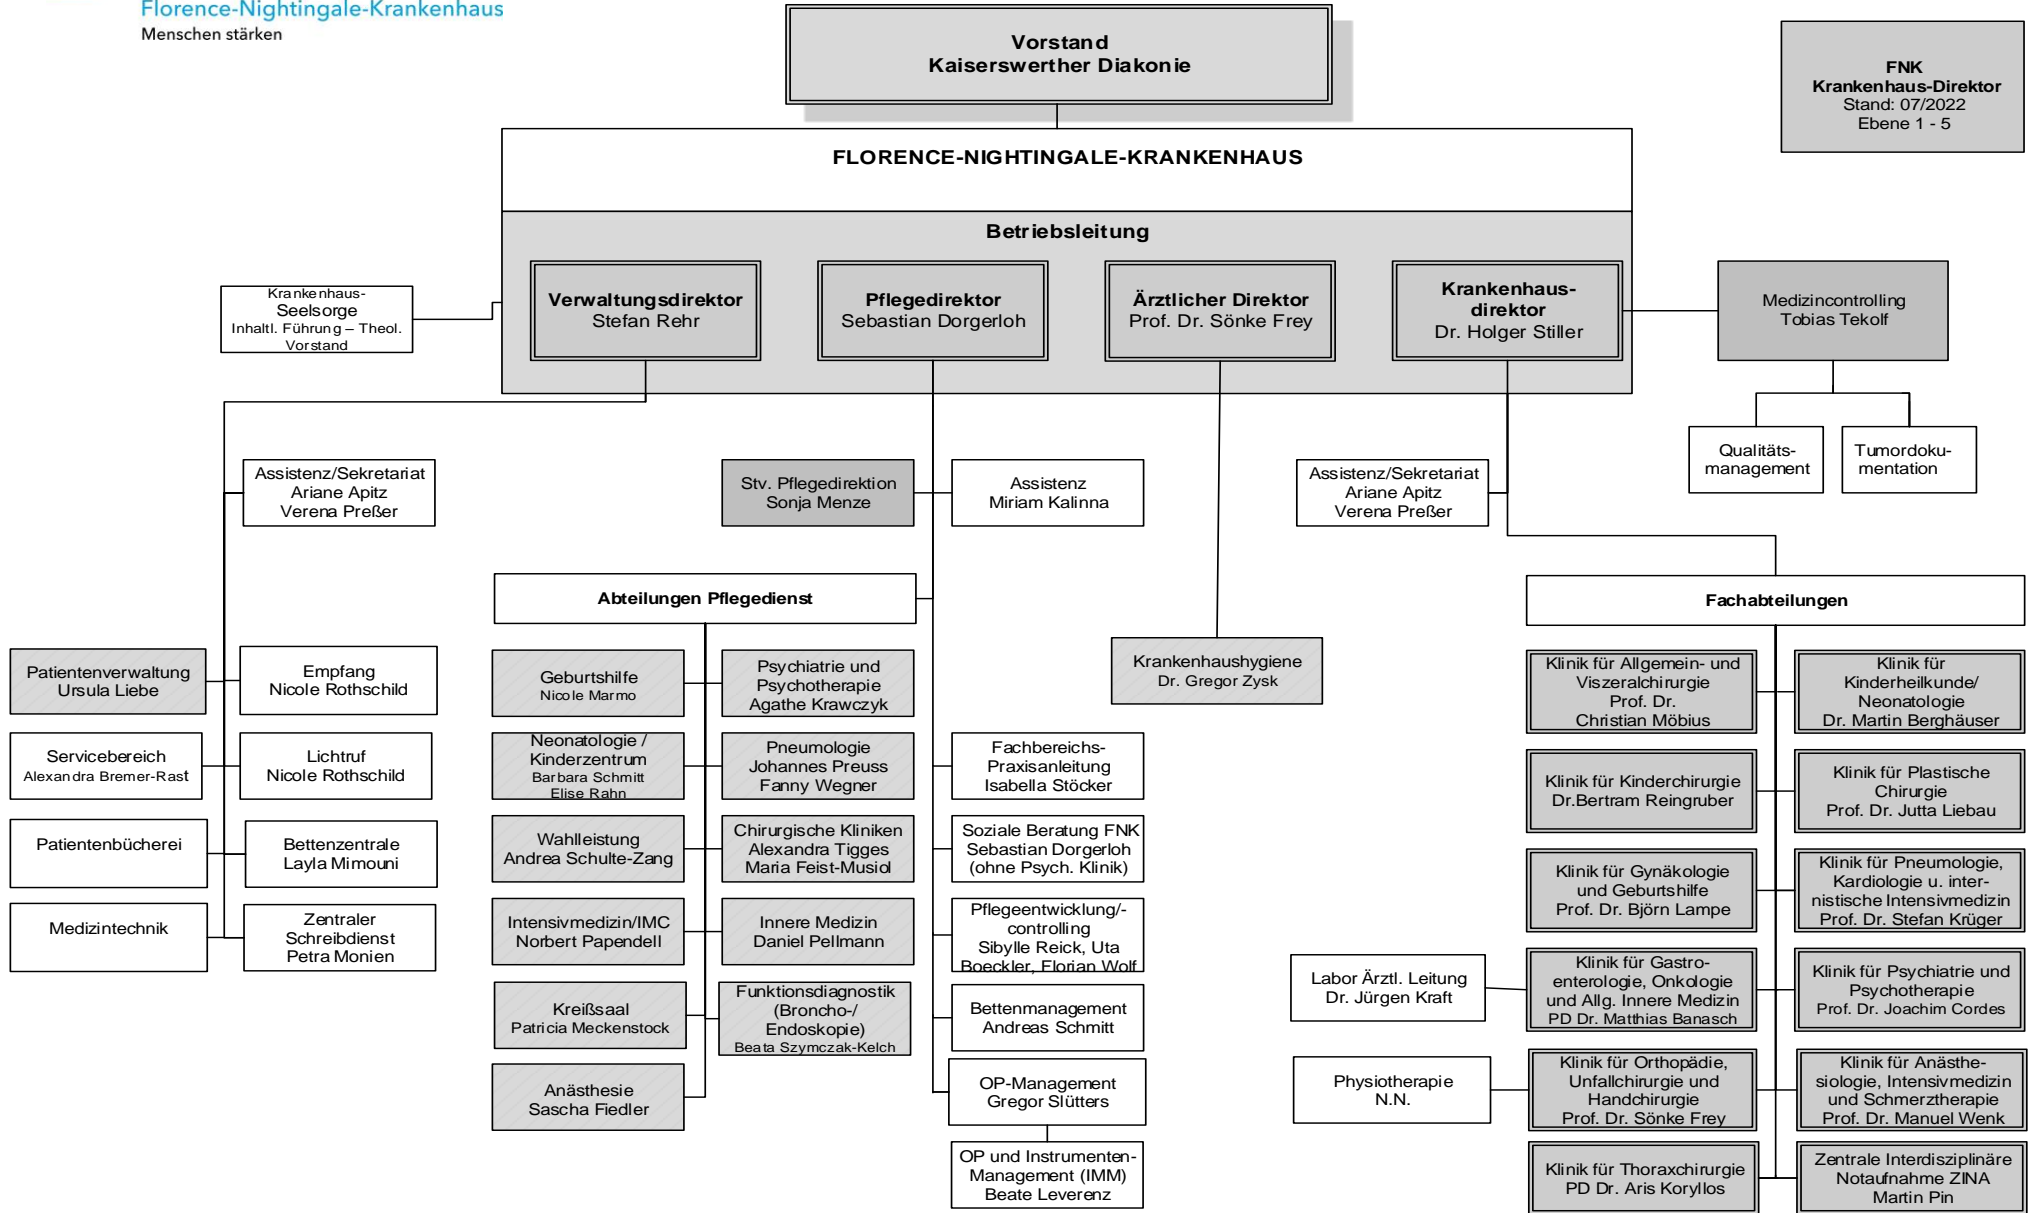 Florence-Nightingale-Krankenhaus
Menschen stärken
Vorstand
Kaiserswerther Diakonie
FNK
Krankenhaus-Direktor
Stand: 07/2022
Ebene 1 - 5
FLORENCE-NIGHTINGALE-KRANKENHAUS
Betriebsleitung
Krankenhaus-
Seelsorge
Inhaltl. Führung – Theol.
Vorstand
Verwaltungsdirektor
Stefan Rehr
Pflegedirektor
Sebastian Dorgerloh
Ärztlicher Direktor
Prof. Dr. Sönke Frey
Krankenhaus-
direktor
Dr. Holger Stiller
Medizincontrolling
Tobias Tekolf
Qualitäts-
management
Tumordoku-
mentation
Assistenz/Sekretariat
Ariane Apitz
Verena Preßer
Stv. Pflegedirektion
Sonja Menze
Assistenz
Miriam Kalinna
Assistenz/Sekretariat
Ariane Apitz
Verena Preßer
Abteilungen Pflegedienst
Fachabteilungen
Patientenverwaltung
Ursula Liebe
Empfang
Nicole Rothschild
Servicebereich
Alexandra Bremer-Rast
Lichtruf
Nicole Rothschild
Patientenbücherei
Bettenzentrale
Layla Mimouni
Medizintechnik
Zentraler
Schreibdienst
Petra Monien
Geburtshilfe
Nicole Marmo
Psychiatrie und
Psychotherapie
Agathe Krawczyk
Neonatologie /
Kinderzentrum
Barbara Schmitt
Elise Rahn
Pneumologie
Johannes Preuss
Fanny Wegner
Wahlleistung
Andrea Schulte-Zang
Chirurgische Kliniken
Alexandra Tigges
Maria Feist-Musiol
Intensivmedizin/IMC
Norbert Papendell
Innere Medizin
Daniel Pellmann
Kreißsaal
Patricia Meckenstock
Funktionsdiagnostik
(Broncho-/
Endoskopie)
Beata Szymczak-Kelch
Anästhesie
Sascha Fiedler
Fachbereichs-
Praxisanleitung
Isabella Stöcker
Soziale Beratung FNK
Sebastian Dorgerloh
(ohne Psych. Klinik)
Pflegeentwicklung/-
controlling
Sibylle Reick, Uta
Boeckler, Florian Wolf
Bettenmanagement
Andreas Schmitt
OP-Management
Gregor Slütters
OP und Instrumenten-
Management (IMM)
Beate Leverenz
Krankenhaushygiene
Dr. Gregor Zysk
Klinik für Allgemein- und
Viszeralchirurgie
Prof. Dr.
Christian Möbius
Klinik für
Kinderheilkunde/
Neonatologie
Dr. Martin Berghäuser
Klinik für Kinderchirurgie
Dr.Bertram Reingruber
Klinik für Plastische
Chirurgie
Prof. Dr. Jutta Liebau
Klinik für Gynäkologie
und Geburtshilfe
Prof. Dr. Björn Lampe
Klinik für Pneumologie,
Kardiologie u. inter-
nistische Intensivmedizin
Prof. Dr. Stefan Krüger
Labor Ärztl. Leitung
Dr. Jürgen Kraft
Klinik für Gastro-
enterologie, Onkologie
und Allg. Innere Medizin
PD Dr. Matthias Banasch
Klinik für Psychiatrie und
Psychotherapie
Prof. Dr. Joachim Cordes
Physiotherapie
N.N.
Klinik für Orthopädie,
Unfallchirurgie und
Handchirurgie
Prof. Dr. Sönke Frey
Klinik für Anästhe-
siologie, Intensivmedizin
und Schmerztherapie
Prof. Dr. Manuel Wenk
Klinik für Thoraxchirurgie
PD Dr. Aris Koryllos
Zentrale Interdisziplinäre
Notaufnahme ZINA
Martin Pin